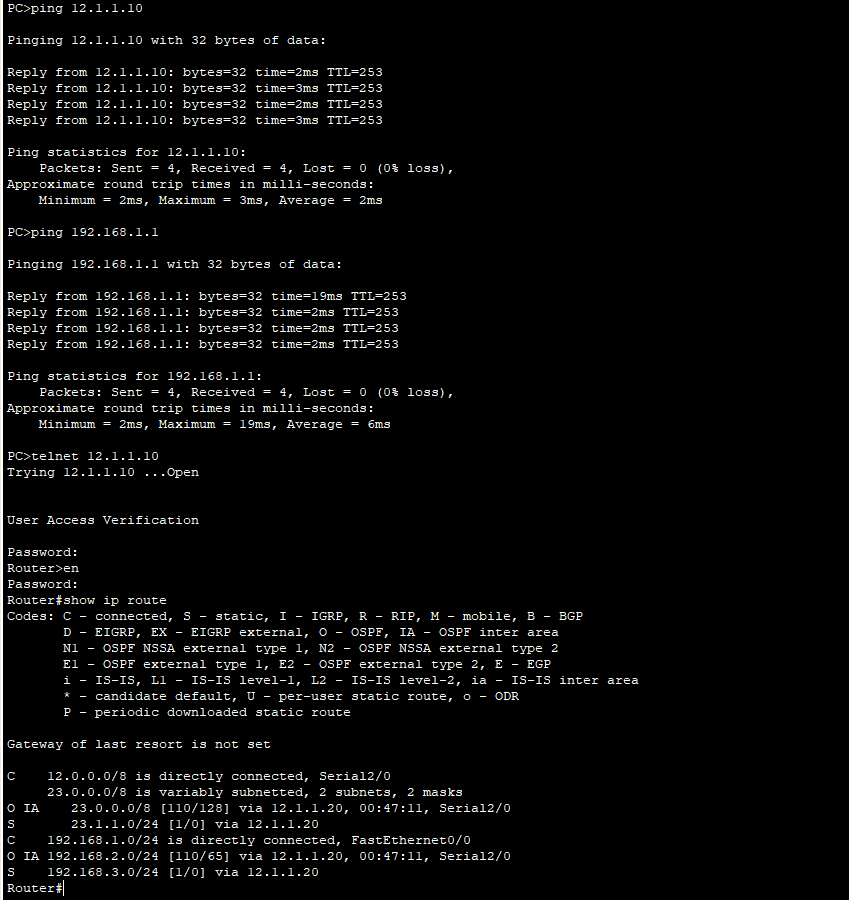 PC>ping 12.1.1.10
Pinging 12.1.1.10 with 32 bytes of data:
Reply from 12.1.1.10: bytes=32 time=2ms TTL=253
Reply from 12.1.1.10: bytes=32 time=3ms TTL=253
Reply from 12.1.1.10: bytes=32 time=2ms TTL=253
Reply from 12.1.1.10: bytes=32 time=3ms TTL=253
Ping statistics for 12.1.1.10:
    Packets: Sent = 4, Received = 4, Lost = 0 (0% loss),
Approximate round trip times in milli-seconds:
    Minimum = 2ms, Maximum = 3ms, Average = 2ms
PC>ping 192.168.1.1
Pinging 192.168.1.1 with 32 bytes of data:
Reply from 192.168.1.1: bytes=32 time=19ms TTL=253
Reply from 192.168.1.1: bytes=32 time=2ms TTL=253
Reply from 192.168.1.1: bytes=32 time=2ms TTL=253
Reply from 192.168.1.1: bytes=32 time=2ms TTL=253
Ping statistics for 192.168.1.1:
    Packets: Sent = 4, Received = 4, Lost = 0 (0% loss),
Approximate round trip times in milli-seconds:
    Minimum = 2ms, Maximum = 19ms, Average = 6ms
PC>telnet 12.1.1.10
Trying 12.1.1.10 ...Open
User Access Verification
Password:
Router>en
Password:
Router#show ip route
Codes: C - connected, S - static, I - IGRP, R - RIP, M - mobile, B - BGP
       D - EIGRP, EX - EIGRP external, O - OSPF, IA - OSPF inter area
       N1 - OSPF NSSA external type 1, N2 - OSPF NSSA external type 2
       E1 - OSPF external type 1, E2 - OSPF external type 2, E - EGP
       i - IS-IS, L1 - IS-IS level-1, L2 - IS-IS level-2, ia - IS-IS inter area
       * - candidate default, U - per-user static route, o - ODR
       P - periodic downloaded static route
Gateway of last resort is not set
C    12.0.0.0/8 is directly connected, Serial2/0
     23.0.0.0/8 is variably subnetted, 2 subnets, 2 masks
O IA    23.0.0.0/8 [110/128] via 12.1.1.20, 00:47:11, Serial2/0
S       23.1.1.0/24 [1/0] via 12.1.1.20
C    192.168.1.0/24 is directly connected, FastEthernet0/0
O IA 192.168.2.0/24 [110/65] via 12.1.1.20, 00:47:11, Serial2/0
S    192.168.3.0/24 [1/0] via 12.1.1.20
Router#